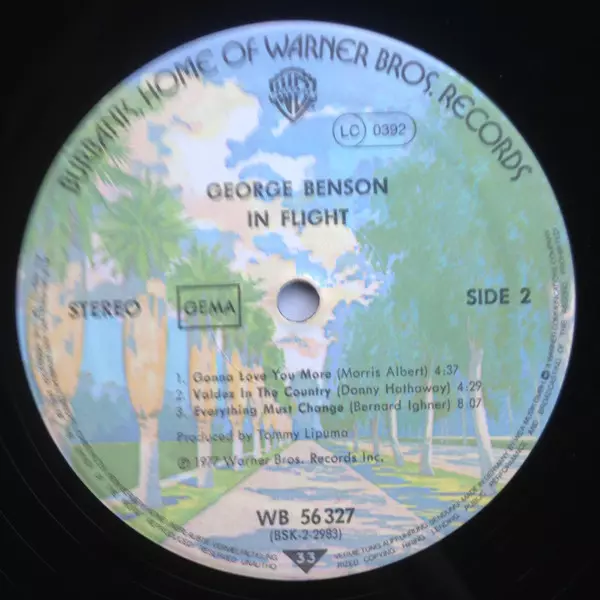 BURBANK, HOME OF WARNER BROS. RECORDS
LC 0392
GEORGE BENSON
IN FLIGHT
STEREO
GEMA
SIDE 2
1. Gonna Love You More (Morris Albert) 4:37
2. Valdez In The Country (Donny Hathaway) 4:29
3. Everything Must Change (Bernard Ighner) 8:07
Produced by Tommy Lipuma
℗ 1977 Warner Bros. Records Inc.
WB 56 327
(BSK-2-2983)
33